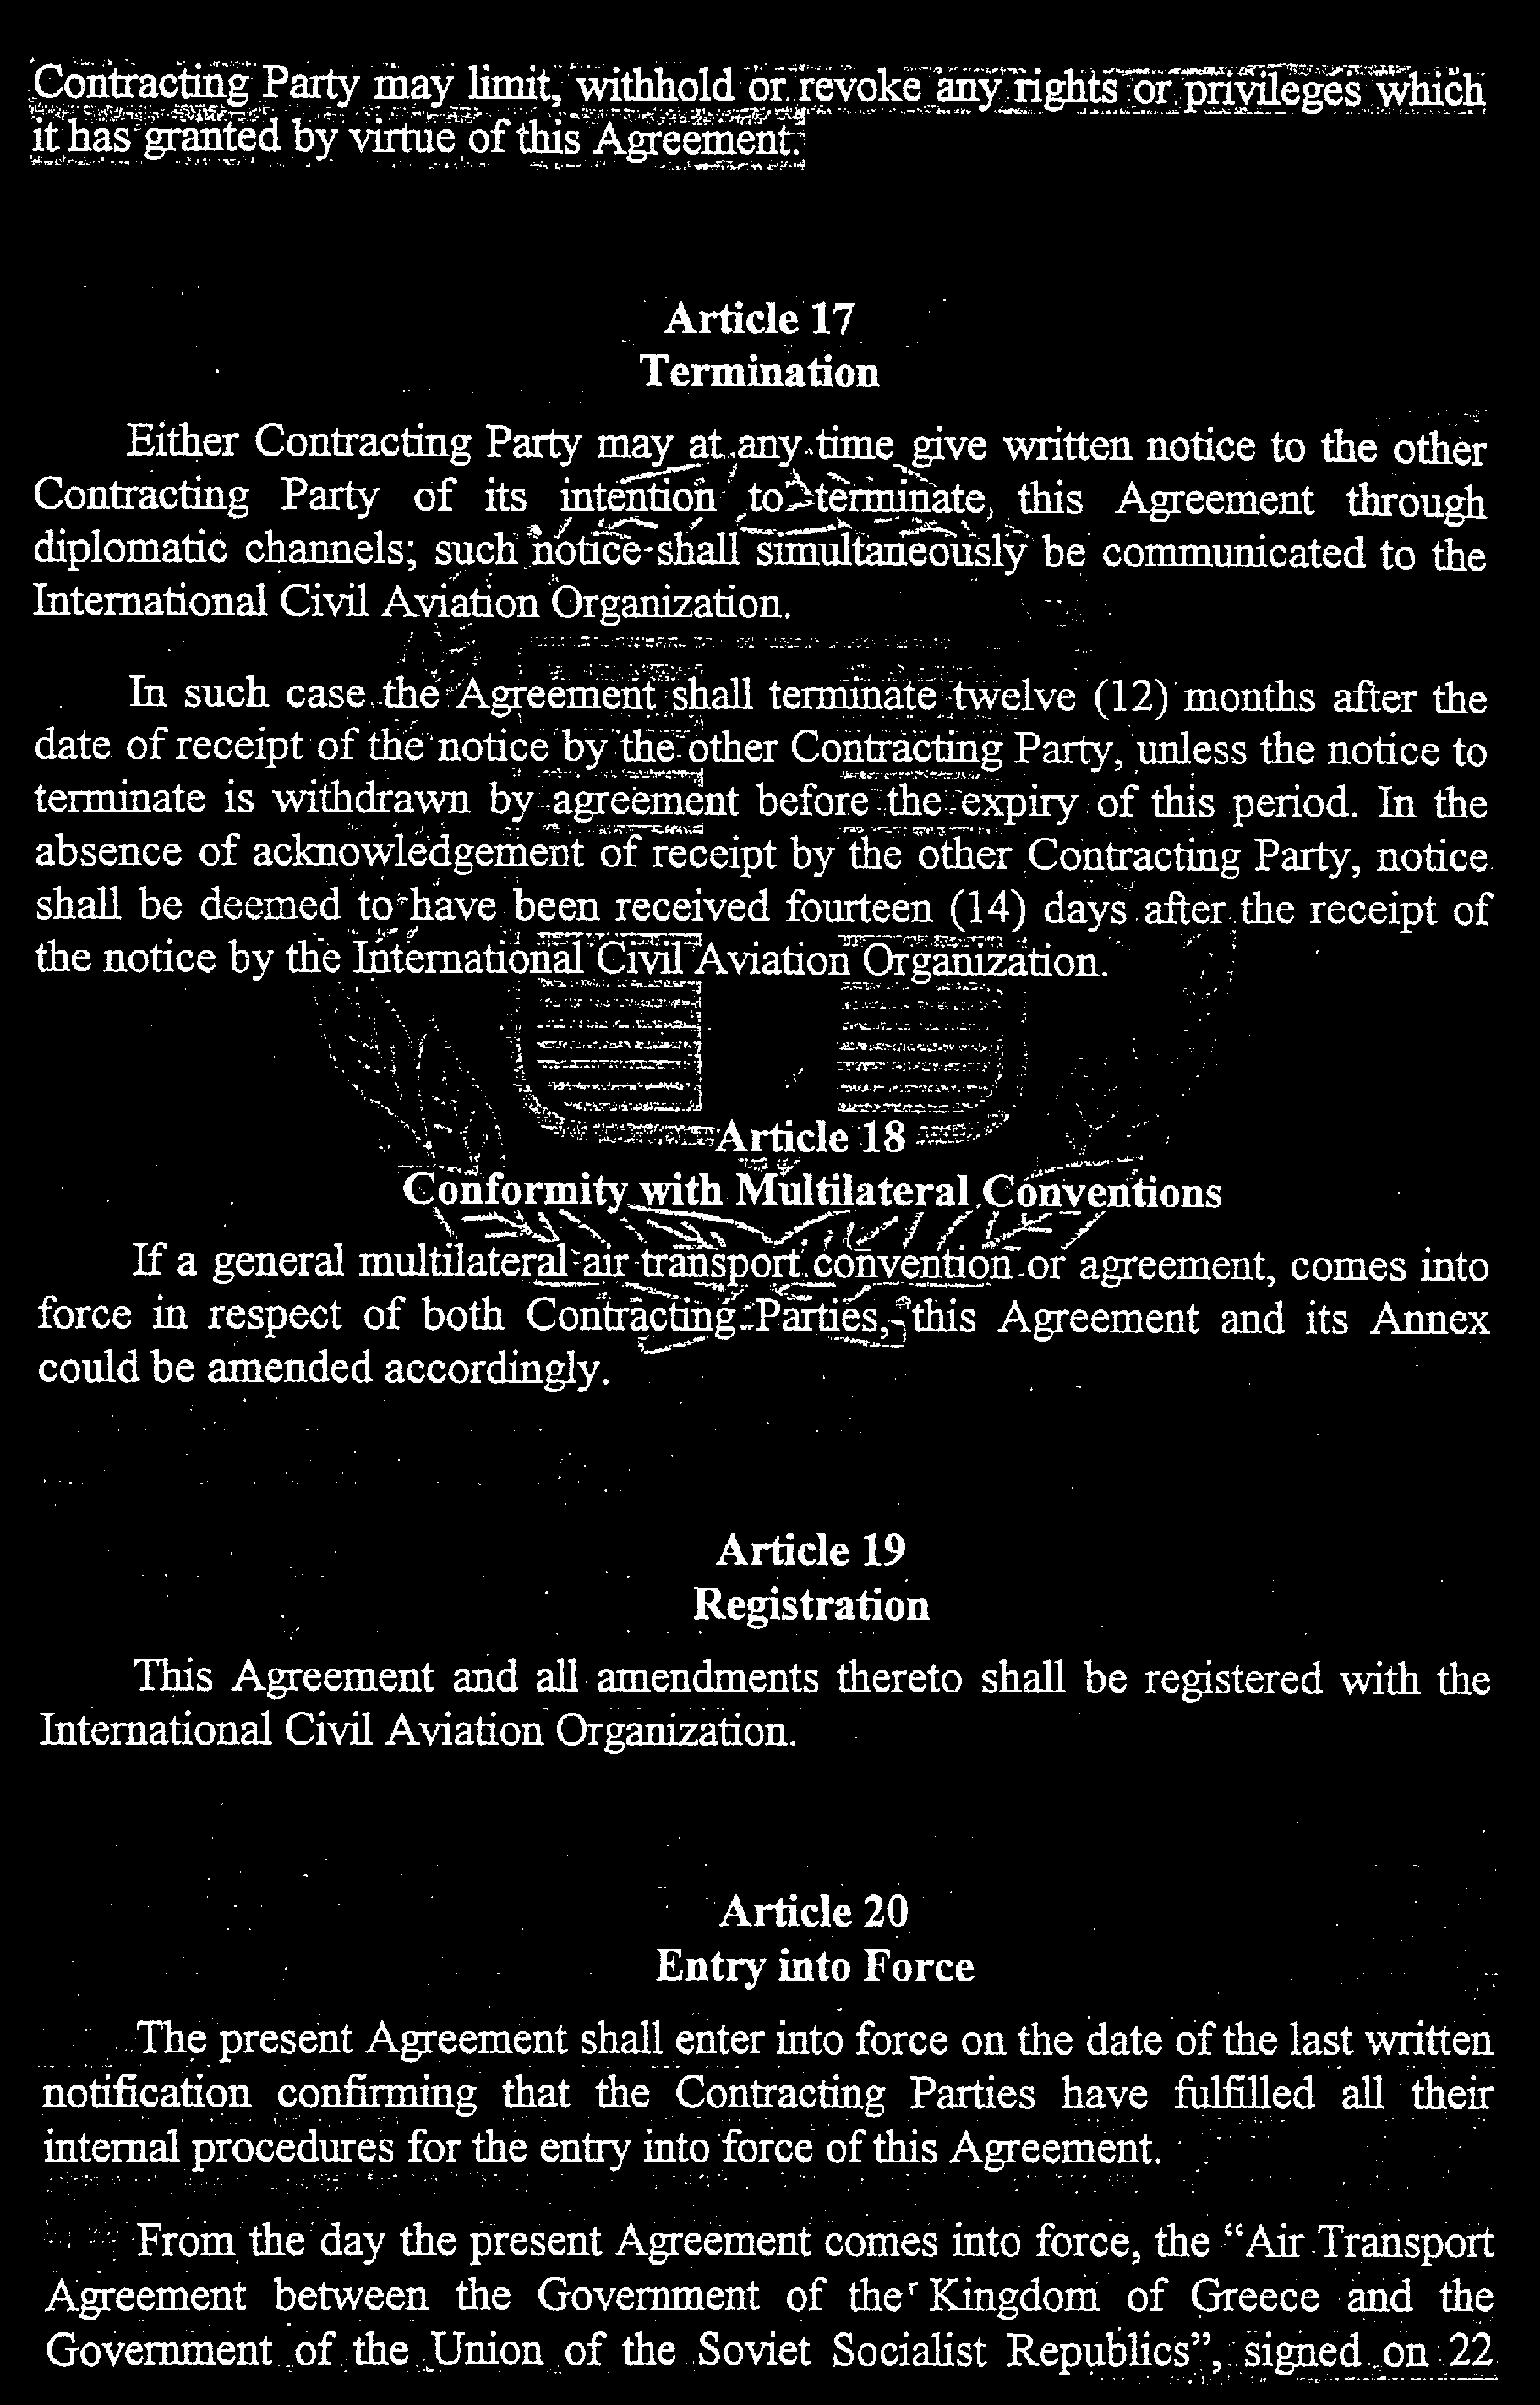 Contracting Party may limit, withhold or revoke any rights or privileges which
it has granted by virtue of this Agreement.
Article 17
Termination
Either Contracting Party may at any time give written notice to the other
Contracting Party of its intention to terminate, this Agreement through
diplomatic channels; such notice shall simultaneously be communicated to the
International Civil Aviation Organization.
In such case the Agreement shall terminate twelve (12) months after the
date of receipt of the notice by the other Contracting Party, unless the notice to
terminate is withdrawn by agreement before the expiry of this period. In the
absence of acknowledgement of receipt by the other Contracting Party, notice
shall be deemed to have been received fourteen (14) days after the receipt of
the notice by the International Civil Aviation Organization.
Article 18
Conformity with Multilateral Conventions
If a general multilateral air transport convention or agreement, comes into
force in respect of both Contracting Parties, this Agreement and its Annex
could be amended accordingly.
Article 19
Registration
This Agreement and all amendments thereto shall be registered with the
International Civil Aviation Organization.
Article 20
Entry into Force
The present Agreement shall enter into force on the date of the last written
notification confirming that the Contracting Parties have fulfilled all their
internal procedures for the entry into force of this Agreement.
From the day the present Agreement comes into force, the “Air Transport
Agreement between the Government of the Kingdom of Greece and the
Government of the Union of the Soviet Socialist Republics”, signed on 22